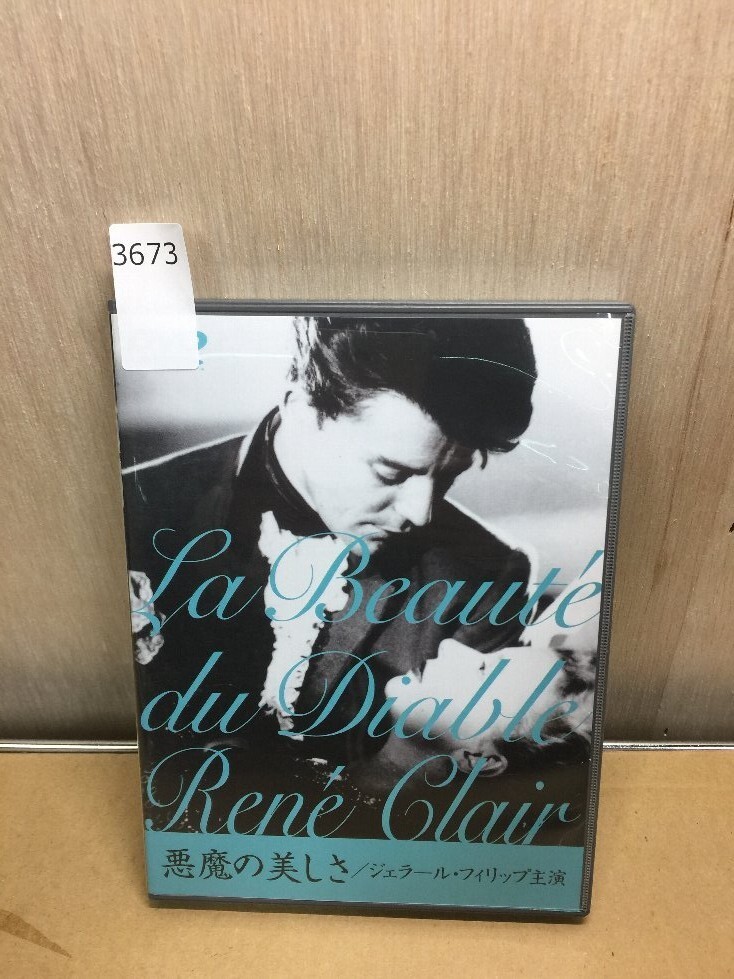 3673
La Beauté
du Diable
René Clair
悪魔の美しさ/ジェラール・フィリップ主演